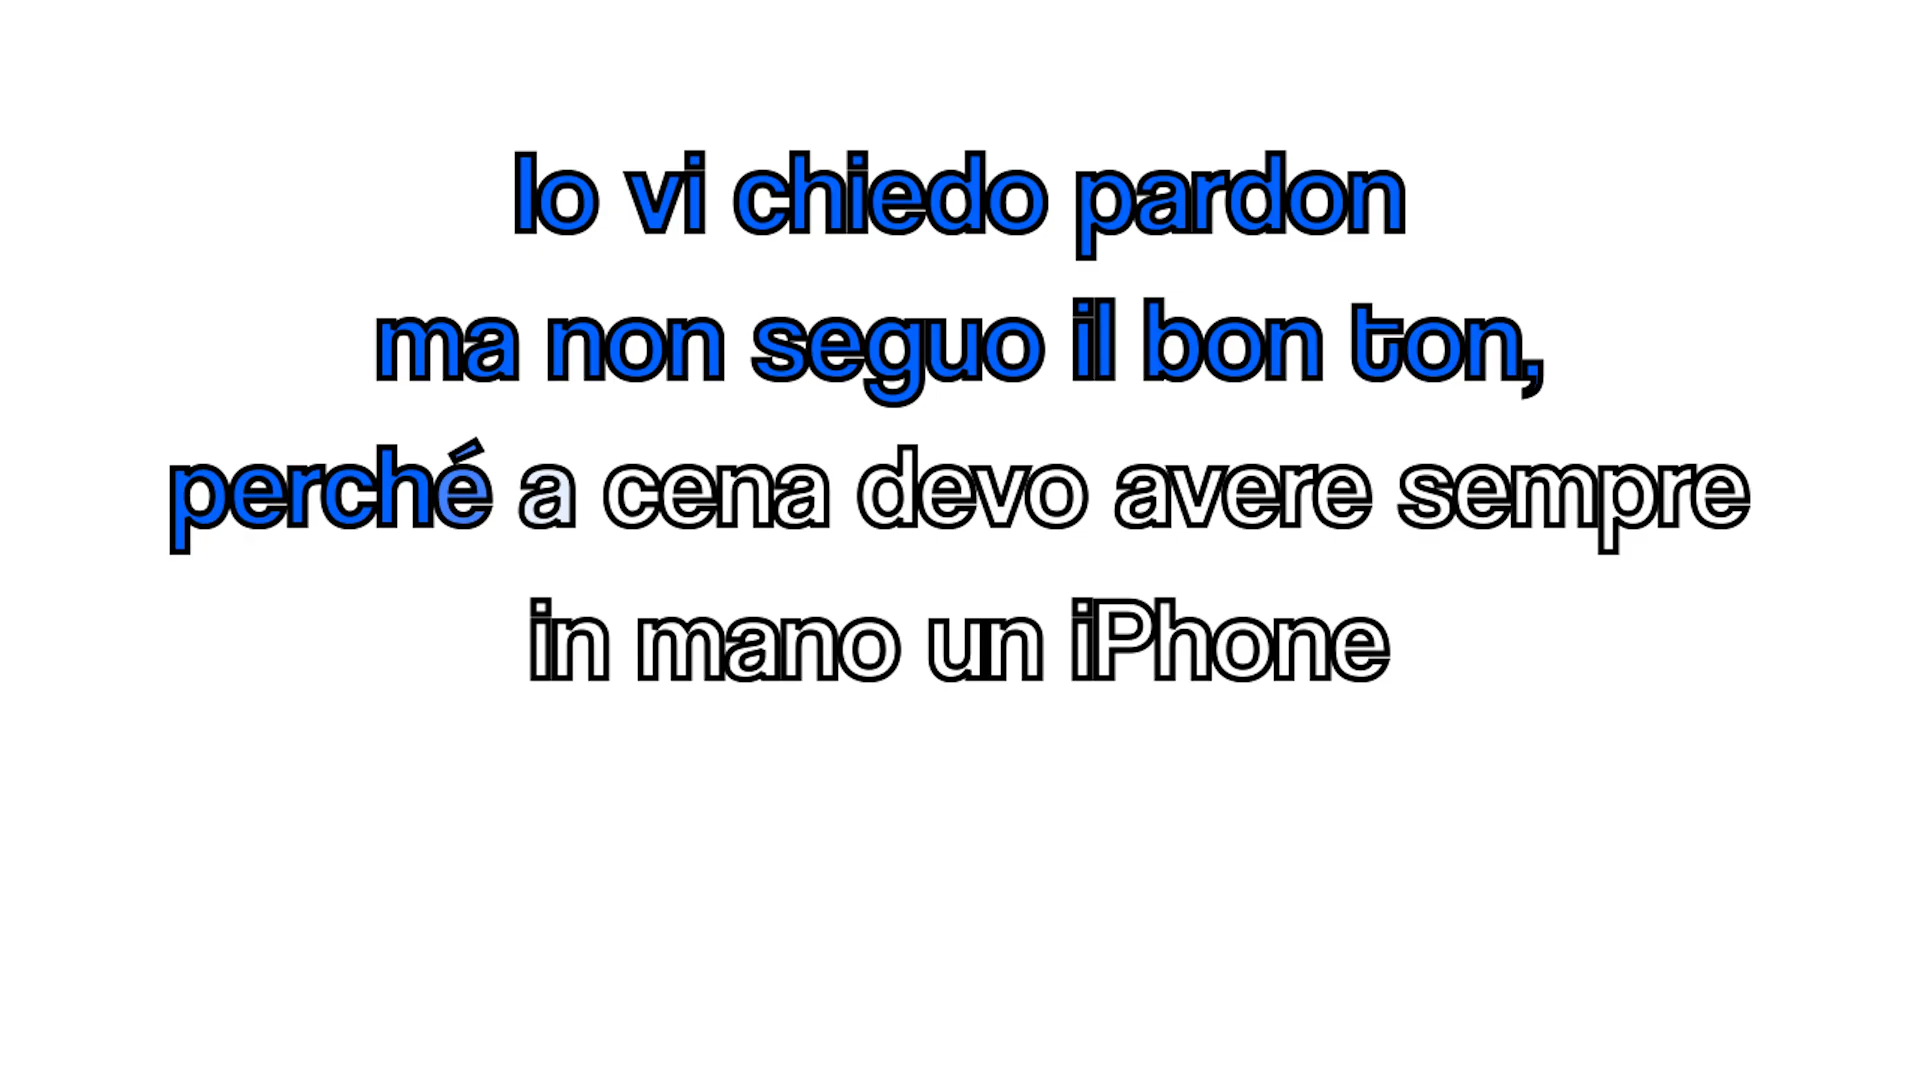 Io vi chiedo pardon
ma non seguo il bon ton,
perché a cena devo avere sempre
in mano un iPhone